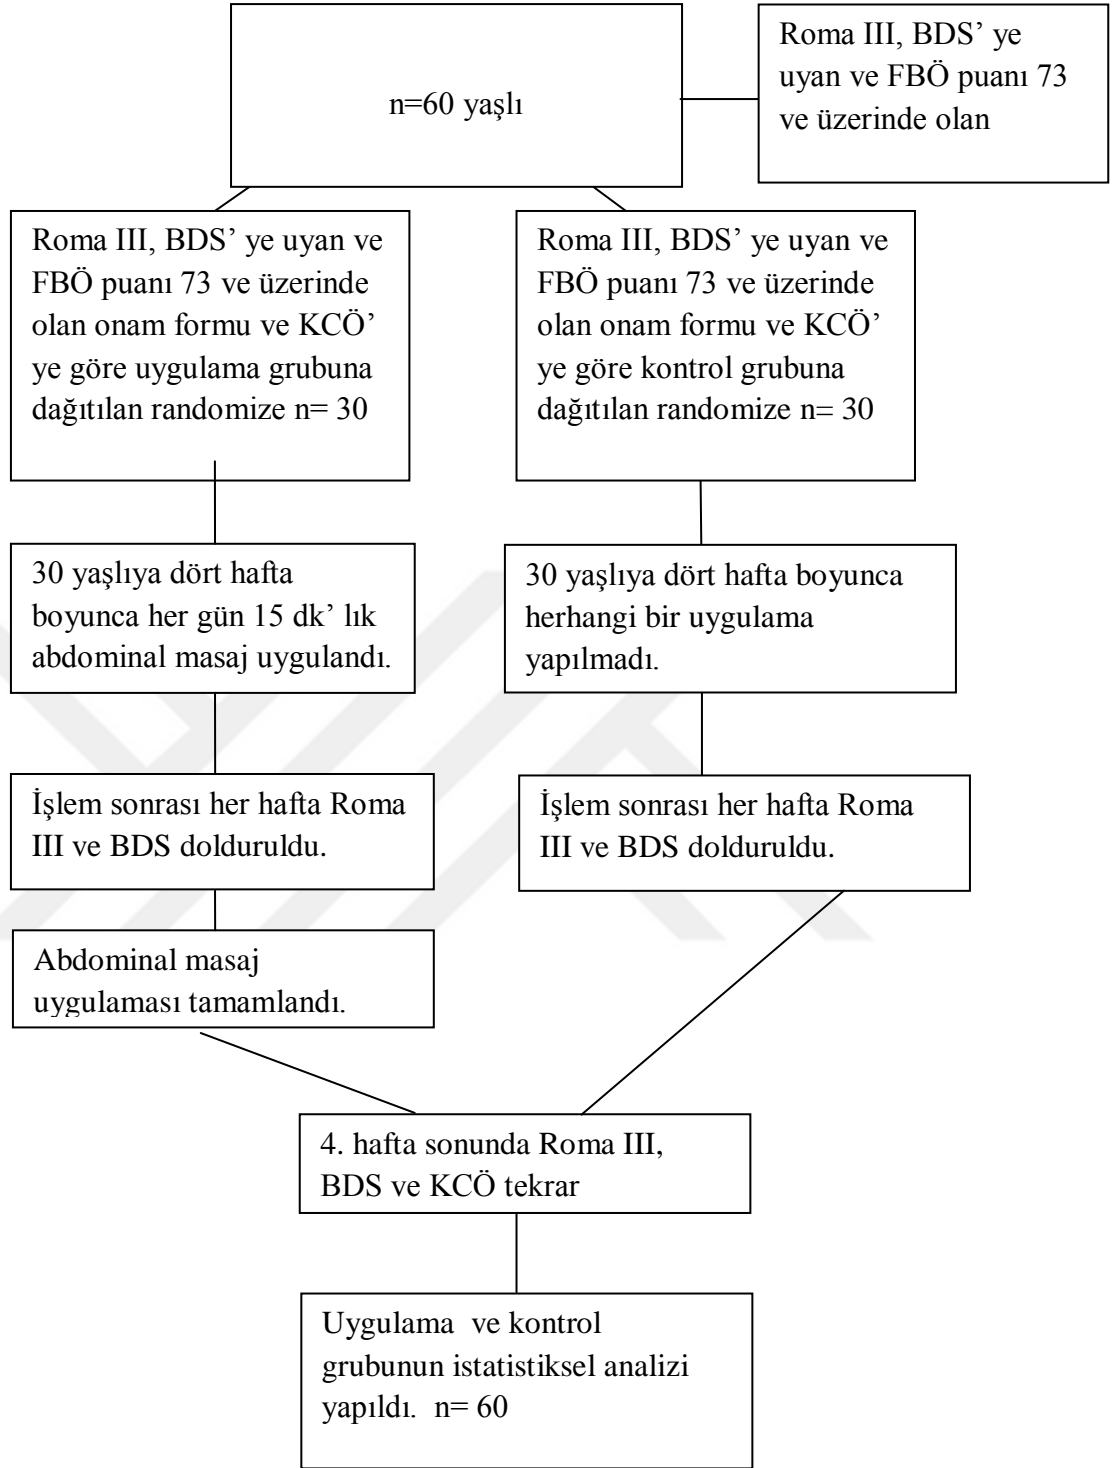 n=60 yaşlı
Roma III, BDS’ ye
uyan ve FBÖ puanı 73
ve üzerinde olan
Roma III, BDS’ ye uyan ve
FBÖ puanı 73 ve üzerinde
olan onam formu ve KCÖ’
ye göre uygulama grubuna
dağıtılan randomize n= 30
Roma III, BDS’ ye uyan ve
FBÖ puanı 73 ve üzerinde
olan onam formu ve KCÖ’
ye göre kontrol grubuna
dağıtılan randomize n= 30
30 yaşlıya dört hafta
boyunca her gün 15 dk’ lık
abdominal masaj uygulandı.
30 yaşlıya dört hafta boyunca
herhangi bir uygulama
yapılmadı.
İşlem sonrası her hafta Roma
III ve BDS dolduruldu.
İşlem sonrası her hafta Roma
III ve BDS dolduruldu.
Abdominal masaj
uygulaması tamamlandı.
4. hafta sonunda Roma III,
BDS ve KCÖ tekrar
Uygulama ve kontrol
grubunun istatistiksel analizi
yapıldı. n= 60